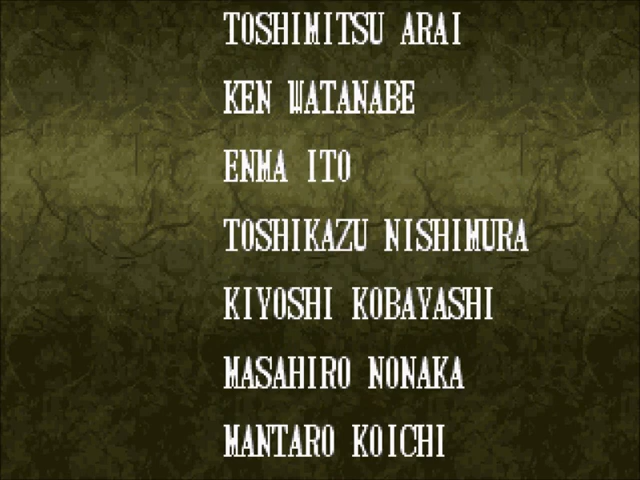 TOSHIMITSU ARAI
KEN WATANABE
ENMA ITO
TOSHIKAZU NISHIMURA
KIYOSHI KOBAYASHI
MASAHIRO NONAKA
MANTARO KOICHI